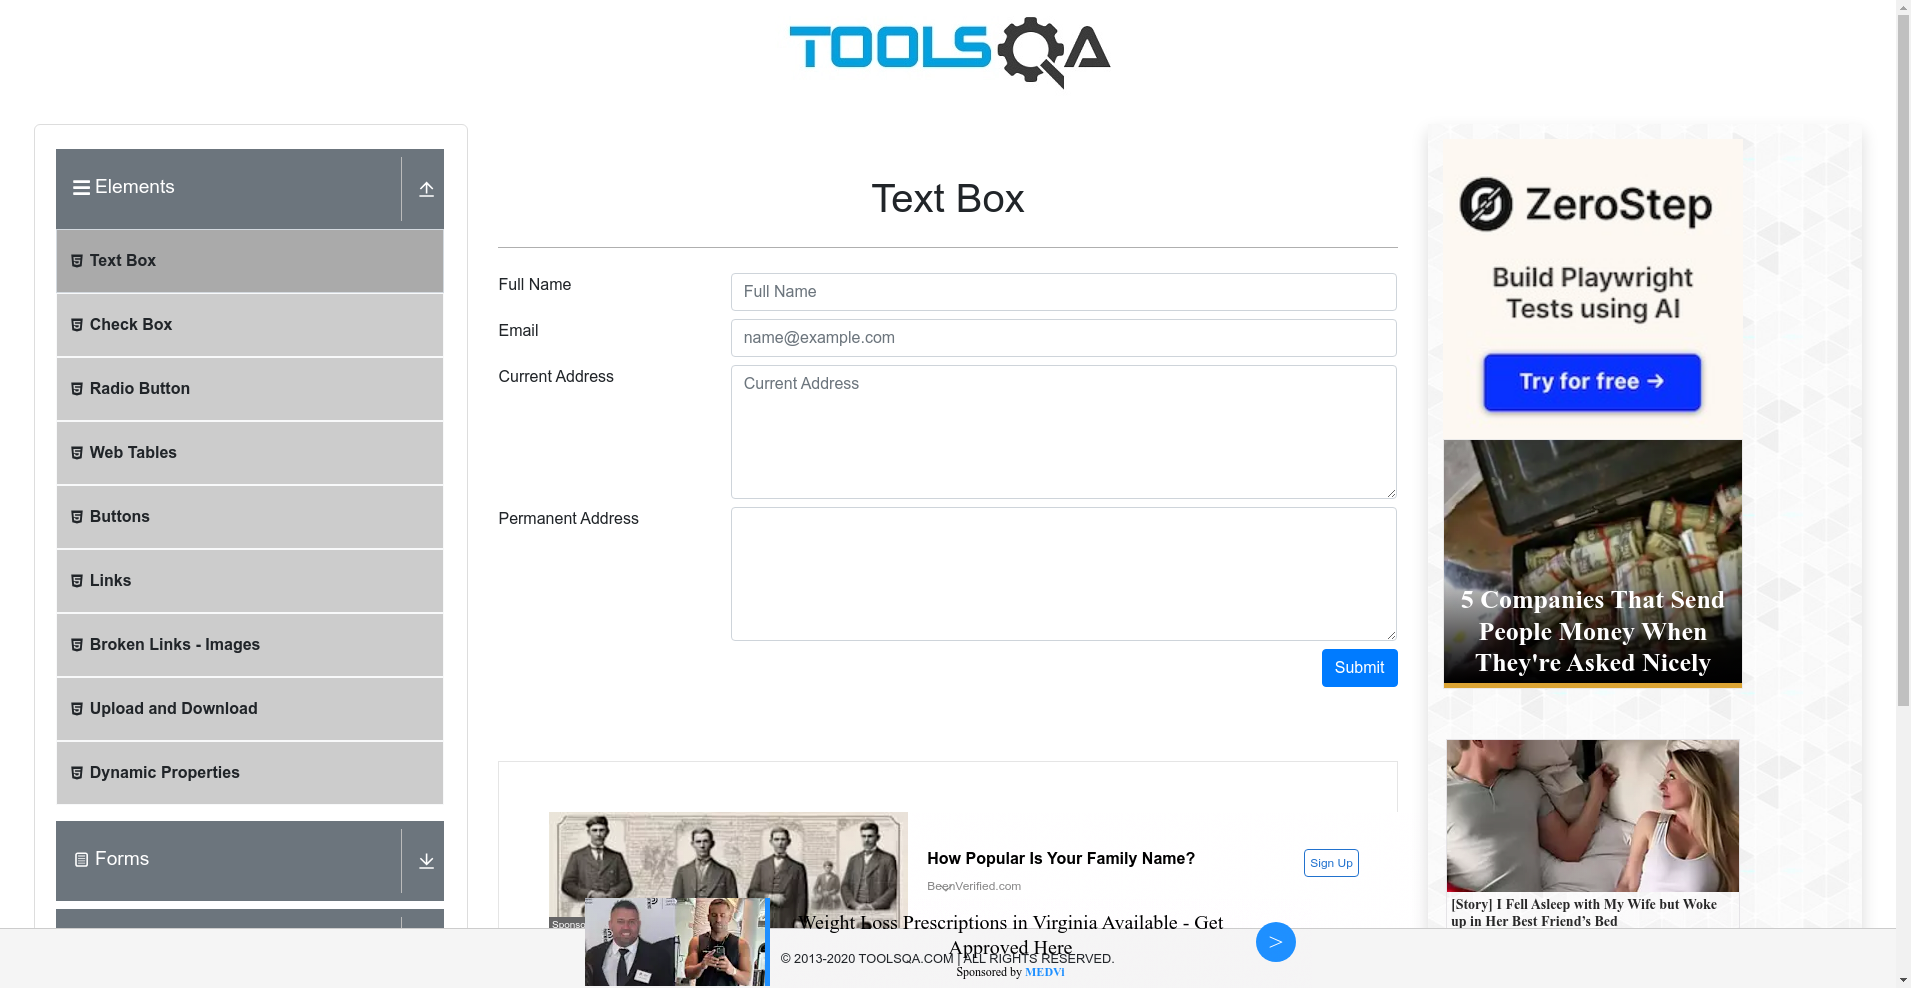 TOOLSQA
Elements
Text Box
Check Box
Radio Button
Web Tables
Buttons
Links
Broken Links - Images
Upload and Download
Dynamic Properties
Forms
Text Box
Full Name
Full Name
Email
name@example.com
Current Address
Current Address
Permanent Address
Submit
How Popular Is Your Family Name?
BeenVerified.com
Sign Up
Weight Loss Prescriptions in Virginia Available - Get
Approved Here
© 2013-2020 TOOLSQA.COM | ALL RIGHTS RESERVED.
Sponsored by MEDVi
>
ZeroStep
Build Playwright
Tests using AI
Try for free →
5 Companies That Send
People Money When
They're Asked Nicely
[Story] I Fell Asleep with My Wife but Woke
up in Her Best Friend’s Bed